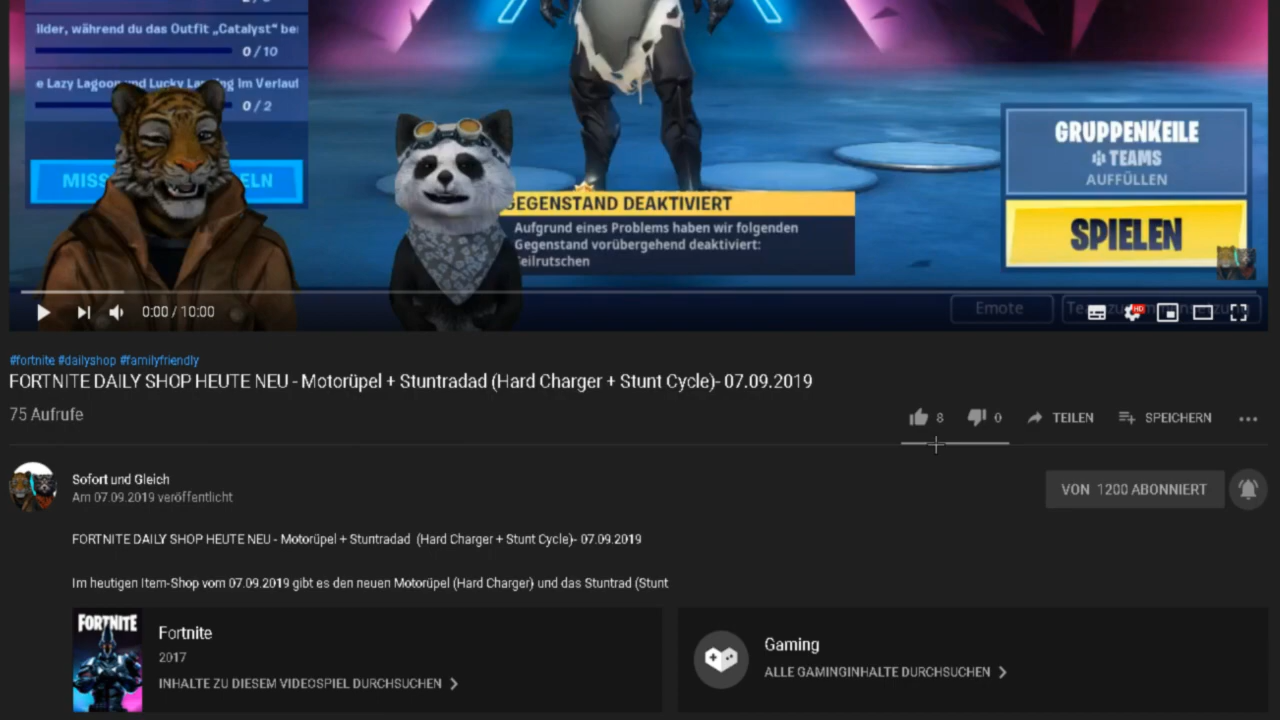 ilder, während du das Outfit „Catalyst“ be
0/10
e Lazy Lagoon und Lucky Landing im Verlauf
0/2
MISS
ELN
GRUPPENKEILE
TEAMS
AUFFÜLLEN
SPIELEN
GEGENSTAND DEAKTIVIERT
Aufgrund eines Problems haben wir folgenden
Gegenstand vorübergehend deaktiviert:
eilrutschen
0:00 / 10:00
Emote
HD
#fortnite #dailyshop #familyfriendly
FORTNITE DAILY SHOP HEUTE NEU - Motorüpel + Stuntradad (Hard Charger + Stunt Cycle)- 07.09.2019
75 Aufrufe
8
0
TEILEN
SPEICHERN
Sofort und Gleich
Am 07.09.2019 veröffentlicht
VON 1200 ABONNIERT
FORTNITE DAILY SHOP HEUTE NEU - Motorüpel + Stuntradad (Hard Charger + Stunt Cycle)- 07.09.2019
Im heutigen Item-Shop vom 07.09.2019 gibt es den neuen Motorüpel (Hard Charger) und das Stuntrad (Stunt
FORTNITE
Fortnite
2017
INHALTE ZU DIESEM VIDEOSPIEL DURCHSUCHEN
Gaming
ALLE GAMINGINHALTE DURCHSUCHEN